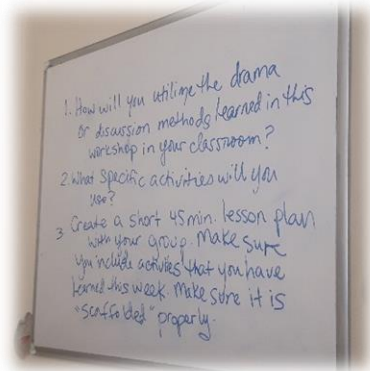 1. How will you utilize the drama
or discussion methods learned in this
workshop in your classroom?
2. What specific activities will you
use?
3. Create a short 45 min. lesson plan
with your group. Make sure
you include activties that you have
learned this week. Make sure it is
"scaffolded" properly.